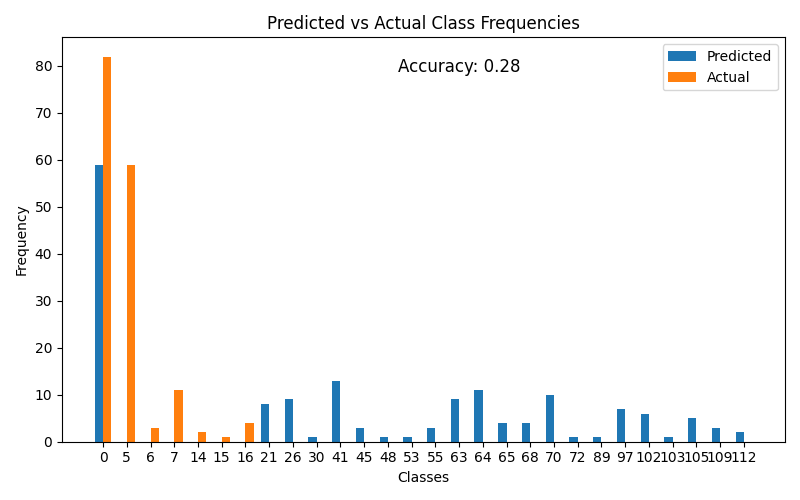 Predicted vs Actual Class Frequencies
Accuracy: 0.28
Predicted
Actual
Frequency
80
70
60
50
40
30
20
10
0
0 5 6 7 14 15 16 21 26 30 41 45 48 53 55 63 64 65 68 70 72 89 97 102 103 105 109 112
Classes